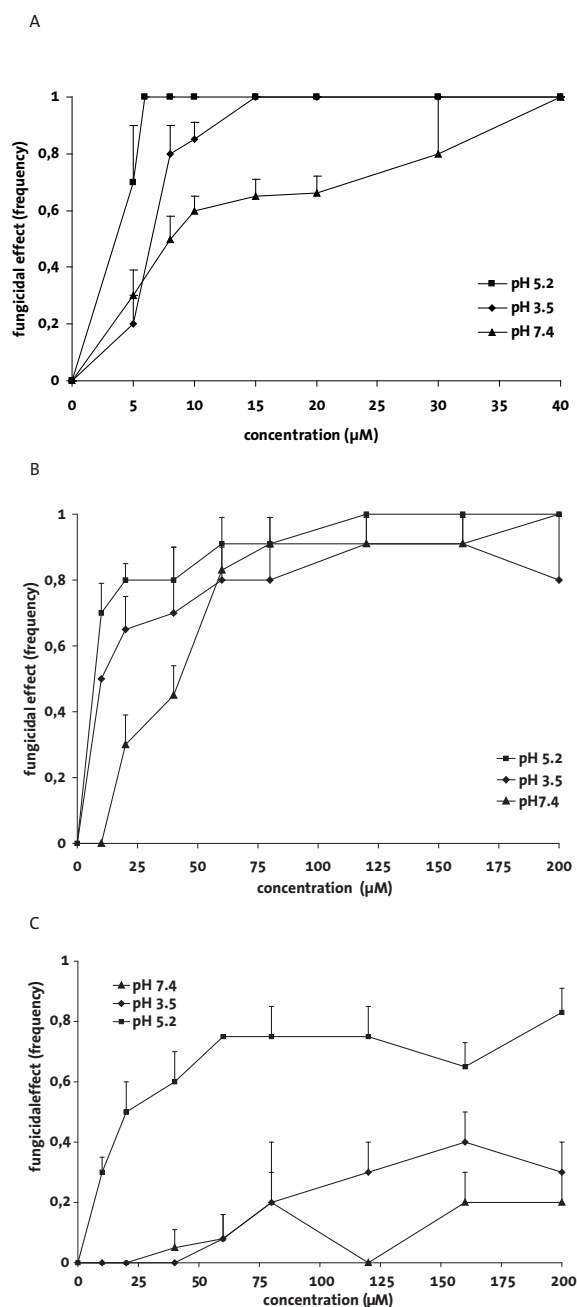 A
fungicidal effect (frequency)
1
0,8
0,6
0,4
0,2
0
pH 5.2
pH 3.5
pH 7.4
0 5 10 15 20 25 30 35 40
concentration (µM)
B
fungicidal effect (frequency)
1
0,8
0,6
0,4
0,2
0
pH 5.2
pH 3.5
pH7.4
0 25 50 75 100 125 150 175 200
concentration (µM)
C
fungicidaleffect (frequency)
1
0,8
0,6
0,4
0,2
0
pH 7.4
pH 3.5
pH 5.2
0 25 50 75 100 125 150 175 200
concentration (µM)